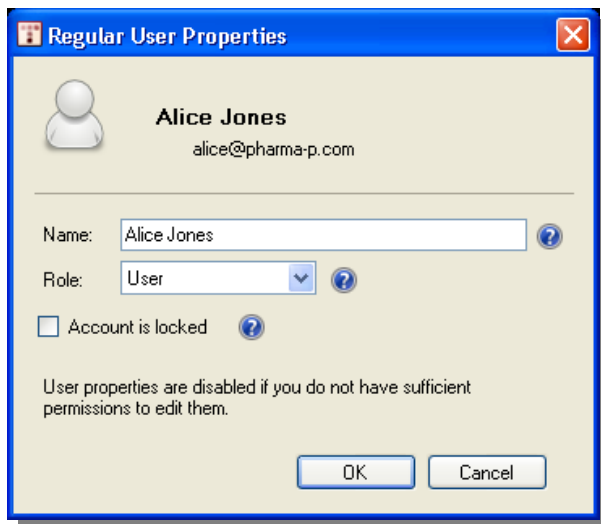 Regular User Properties
Alice Jones
alice@pharma-p.com
Name: Alice Jones ?
Role: User ?
Account is locked ?
User properties are disabled if you do not have sufficient
permissions to edit them.
OK Cancel